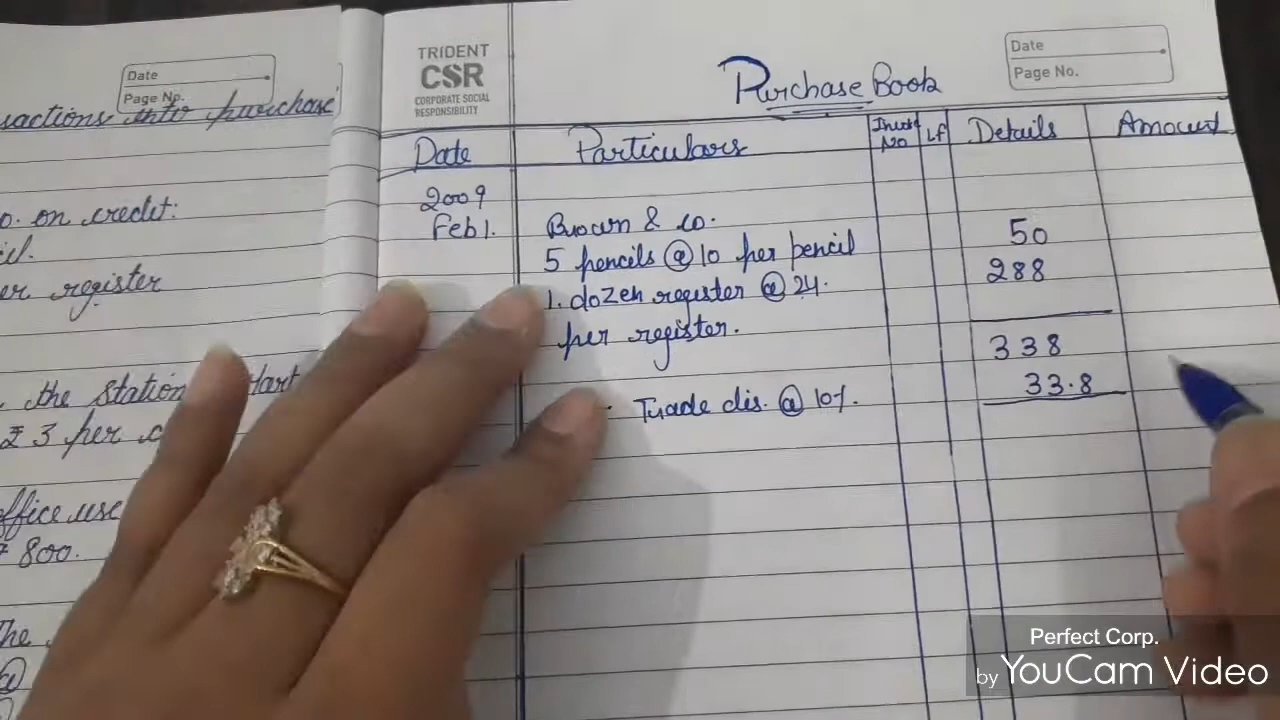 Date
Page No.
sactions into purchase
o. on credit:
er register
the Station
₹ 3 per
office use
₹ 800.
The
TRIDENT
CSR
CORPORATE SOCIAL
RESPONSIBILITY
Date
Page No.
Purchase Book
Date Particulars No LF Details Amount
2009
Feb 1. Brown & Co.
5 pencils @ 10 per pencil 50
1. dozen register @ 24. 288
per register.
338
Trade dis. @ 10%. 33.8
Perfect Corp.
by YouCam Video